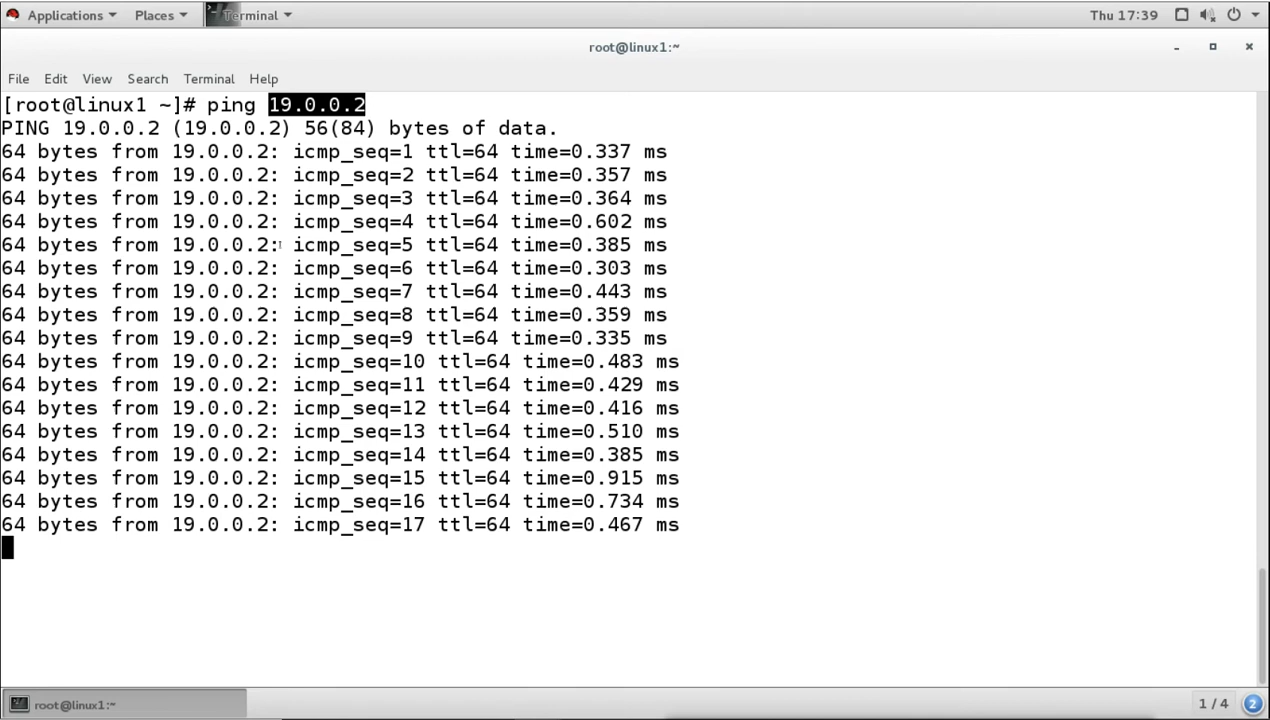 Applications Places Terminal Thu 17:39
root@linux1:~
File Edit View Search Terminal Help
[root@linux1 ~]# ping 19.0.0.2
PING 19.0.0.2 (19.0.0.2) 56(84) bytes of data.
64 bytes from 19.0.0.2: icmp_seq=1 ttl=64 time=0.337 ms
64 bytes from 19.0.0.2: icmp_seq=2 ttl=64 time=0.357 ms
64 bytes from 19.0.0.2: icmp_seq=3 ttl=64 time=0.364 ms
64 bytes from 19.0.0.2: icmp_seq=4 ttl=64 time=0.602 ms
64 bytes from 19.0.0.2: icmp_seq=5 ttl=64 time=0.385 ms
64 bytes from 19.0.0.2: icmp_seq=6 ttl=64 time=0.303 ms
64 bytes from 19.0.0.2: icmp_seq=7 ttl=64 time=0.443 ms
64 bytes from 19.0.0.2: icmp_seq=8 ttl=64 time=0.359 ms
64 bytes from 19.0.0.2: icmp_seq=9 ttl=64 time=0.335 ms
64 bytes from 19.0.0.2: icmp_seq=10 ttl=64 time=0.483 ms
64 bytes from 19.0.0.2: icmp_seq=11 ttl=64 time=0.429 ms
64 bytes from 19.0.0.2: icmp_seq=12 ttl=64 time=0.416 ms
64 bytes from 19.0.0.2: icmp_seq=13 ttl=64 time=0.510 ms
64 bytes from 19.0.0.2: icmp_seq=14 ttl=64 time=0.385 ms
64 bytes from 19.0.0.2: icmp_seq=15 ttl=64 time=0.915 ms
64 bytes from 19.0.0.2: icmp_seq=16 ttl=64 time=0.734 ms
64 bytes from 19.0.0.2: icmp_seq=17 ttl=64 time=0.467 ms
root@linux1:~ 1 / 4 2